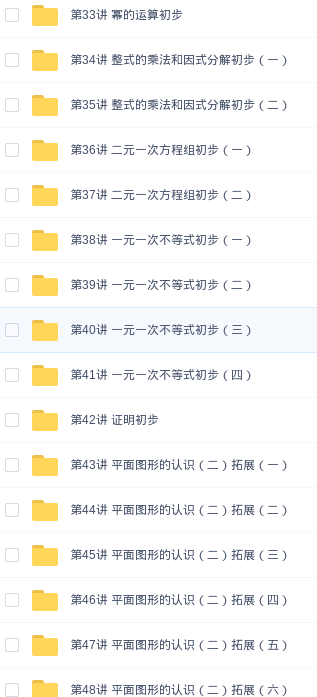 第33讲 幂的运算初步
第34讲 整式的乘法和因式分解初步（一）
第35讲 整式的乘法和因式分解初步（二）
第36讲 二元一次方程组初步（一）
第37讲 二元一次方程组初步（二）
第38讲 一元一次不等式初步（一）
第39讲 一元一次不等式初步（二）
第40讲 一元一次不等式初步（三）
第41讲 一元一次不等式初步（四）
第42讲 证明初步
第43讲 平面图形的认识（二）拓展（一）
第44讲 平面图形的认识（二）拓展（二）
第45讲 平面图形的认识（二）拓展（三）
第46讲 平面图形的认识（二）拓展（四）
第47讲 平面图形的认识（二）拓展（五）
第48讲 平面图形的认识（二）拓展（六）